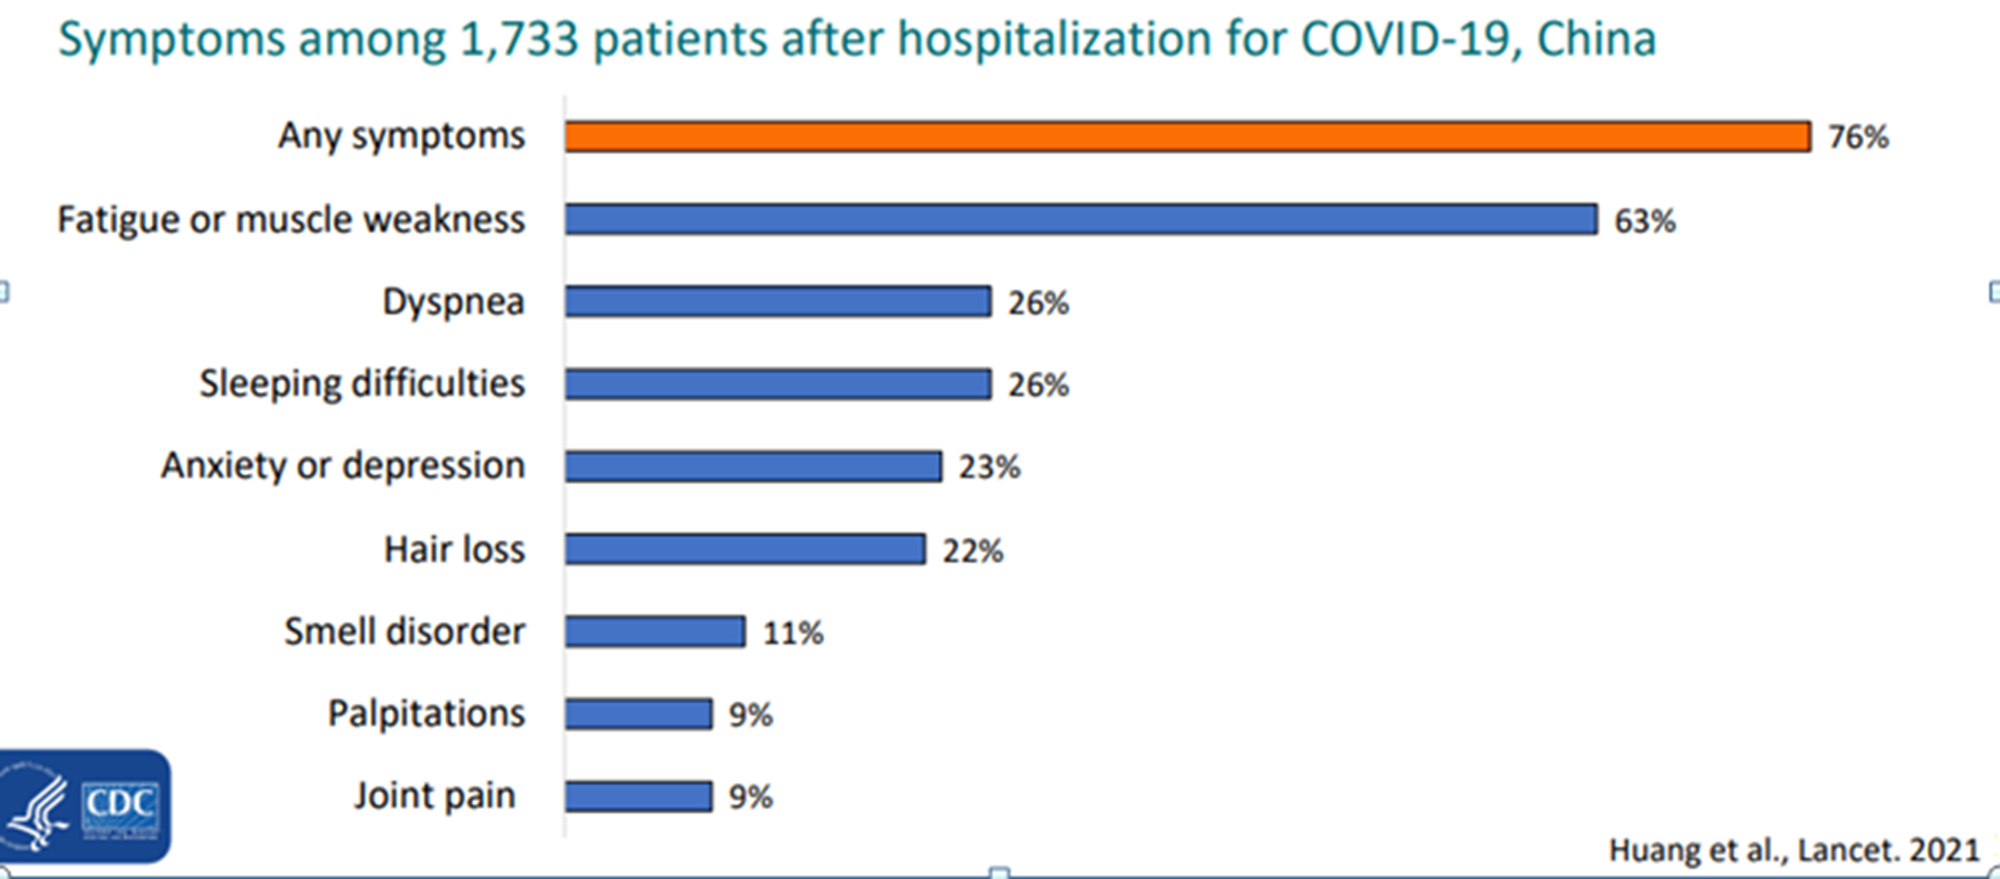 Symptoms among 1,733 patients after hospitalization for COVID-19, China
Any symptoms 76%
Fatigue or muscle weakness 63%
Dyspnea 26%
Sleeping difficulties 26%
Anxiety or depression 23%
Hair loss 22%
Smell disorder 11%
Palpitations 9%
Joint pain 9%
CDC
Huang et al., Lancet. 2021